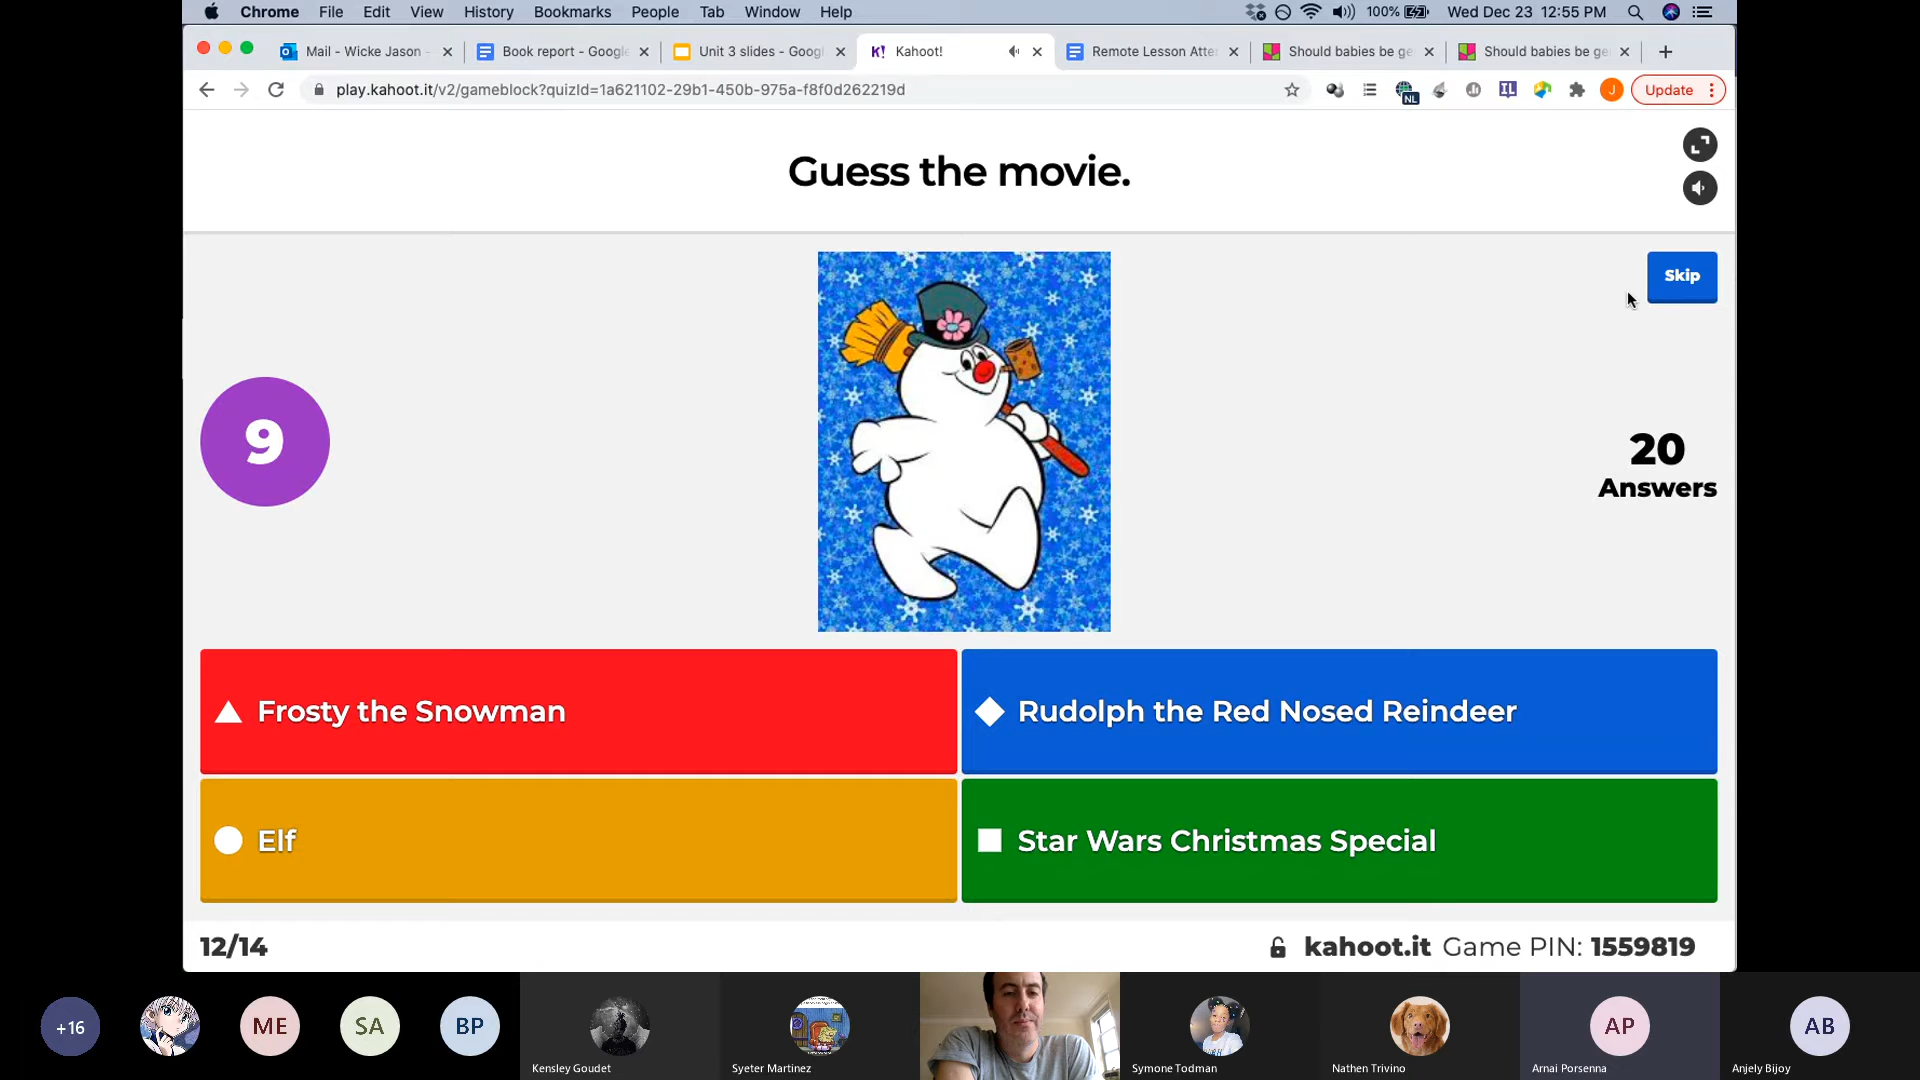 Chrome File Edit View History Bookmarks People Tab Window Help 100% Wed Dec 23 12:55 PM
Mail - Wicke Jason - Book report - Google Unit 3 slides - Googl Kahoot! Remote Lesson Atte Should babies be ge Should babies be ge
play.kahoot.it/v2/gameblock?quizId=1a621102-29b1-450b-975a-f8f0d262219d NL IL J Update
Guess the movie.
Skip
9
20
Answers
Frosty the Snowman
Rudolph the Red Nosed Reindeer
Elf
Star Wars Christmas Special
12/14
kahoot.it Game PIN: 1559819
+16 ME SA BP AP AB
Kensley Goudet Syeter Martinez Symone Todman Nathen Trivino Arnai Porsenna Anjely Bijoy